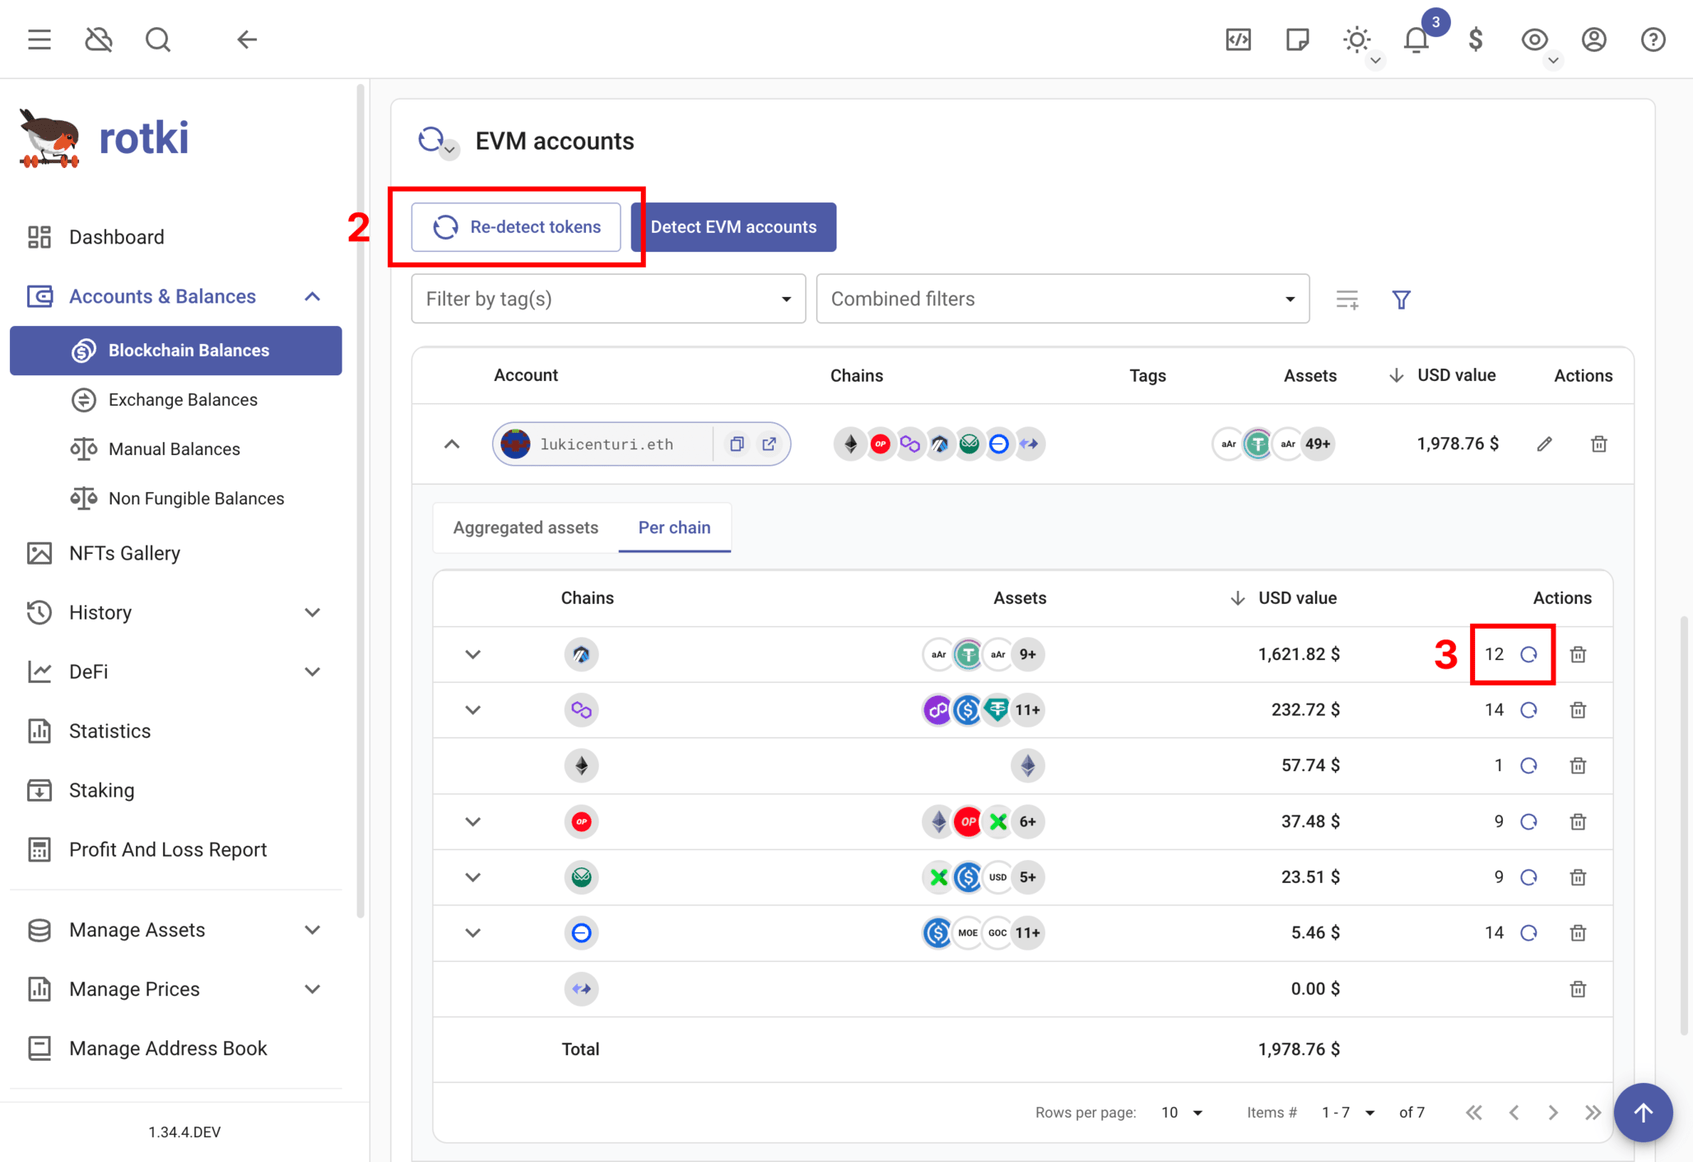 3
rotki
EVM accounts
2
Re-detect tokens
Detect EVM accounts
Dashboard
Accounts & Balances
Filter by tag(s)
Combined filters
Blockchain Balances
Account
Chains
Tags
Assets
USD value
Actions
Exchange Balances
Manual Balances
lukicenturi.eth
OP
aAr
aAr
49+
1,978.76 $
Non Fungible Balances
Aggregated assets
Per chain
NFTs Gallery
Chains
Assets
USD value
Actions
History
aAr
aAr
9+
1,621.82 $
3
12
DeFi
11+
232.72 $
14
Statistics
57.74 $
1
Staking
OP
OP
6+
37.48 $
9
Profit And Loss Report
USD
5+
23.51 $
9
Manage Assets
MOE
GOC
11+
5.46 $
14
Manage Prices
0.00 $
Manage Address Book
Total
1,978.76 $
Rows per page:
10
Items #
1 - 7
of 7
1.34.4.DEV